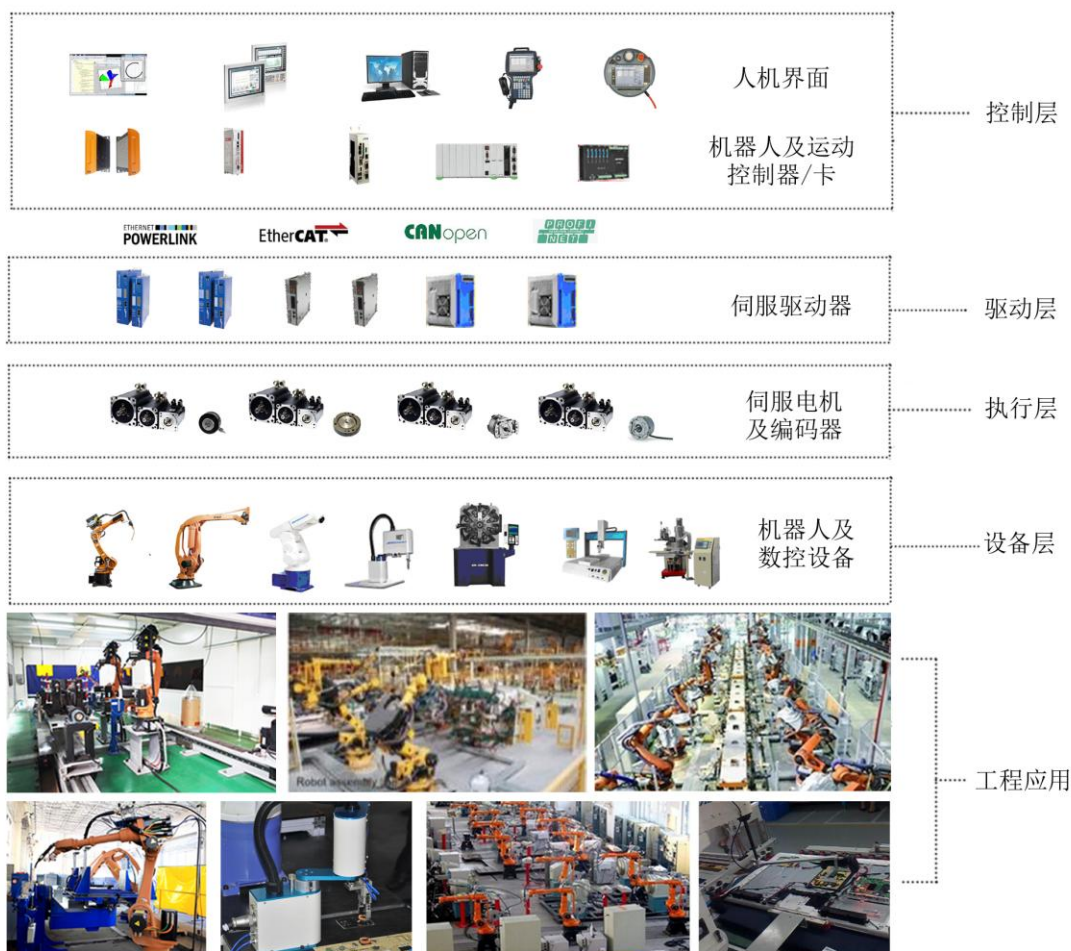 人机界面
控制层
机器人及运动
控制器/卡
ETHERNET
POWERLINK
EtherCAT®
CANopen
PROFI
NET
伺服驱动器
驱动层
伺服电机
及编码器
执行层
机器人及
数控设备
设备层
Robot assembly
工程应用